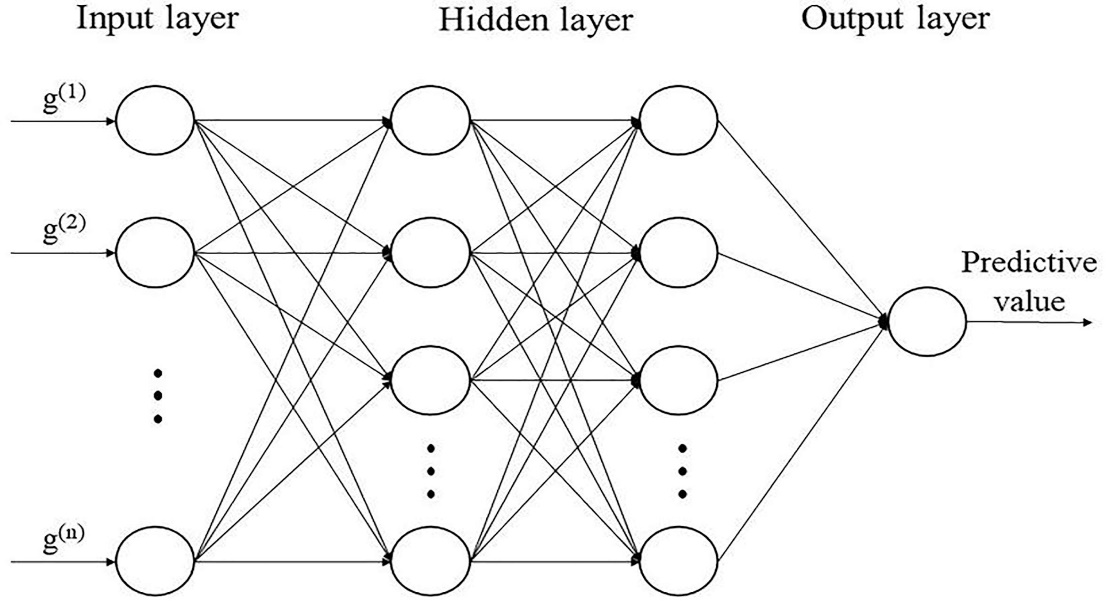 Input layer
Hidden layer
Output layer
g(1)
g(2)
g(n)
Predictive
value